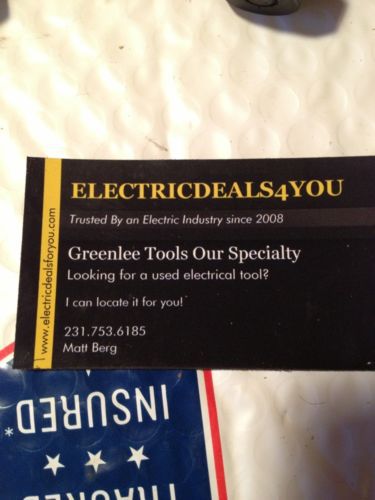 ELECTRICDEALS4YOU
Trusted By an Electric Industry since 2008
Greenlee Tools Our Specialty
Looking for a used electrical tool?
I can locate it for you!
231.753.6185
Matt Berg
www.electricdealsforyou.com
INSURED*